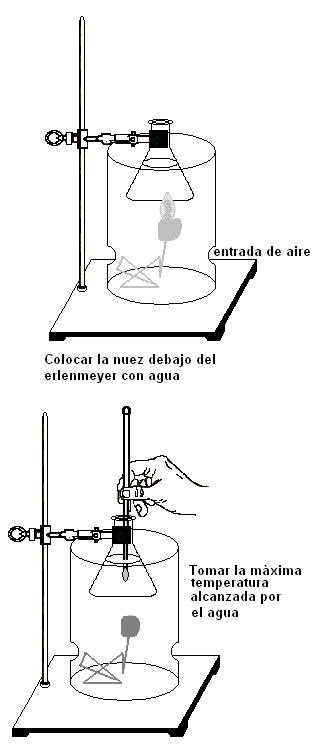 entrada de aire
Colocar la nuez debajo del
erlenmeyer con agua
Tomar la màxima
temperatura
alcanzada por
el agua